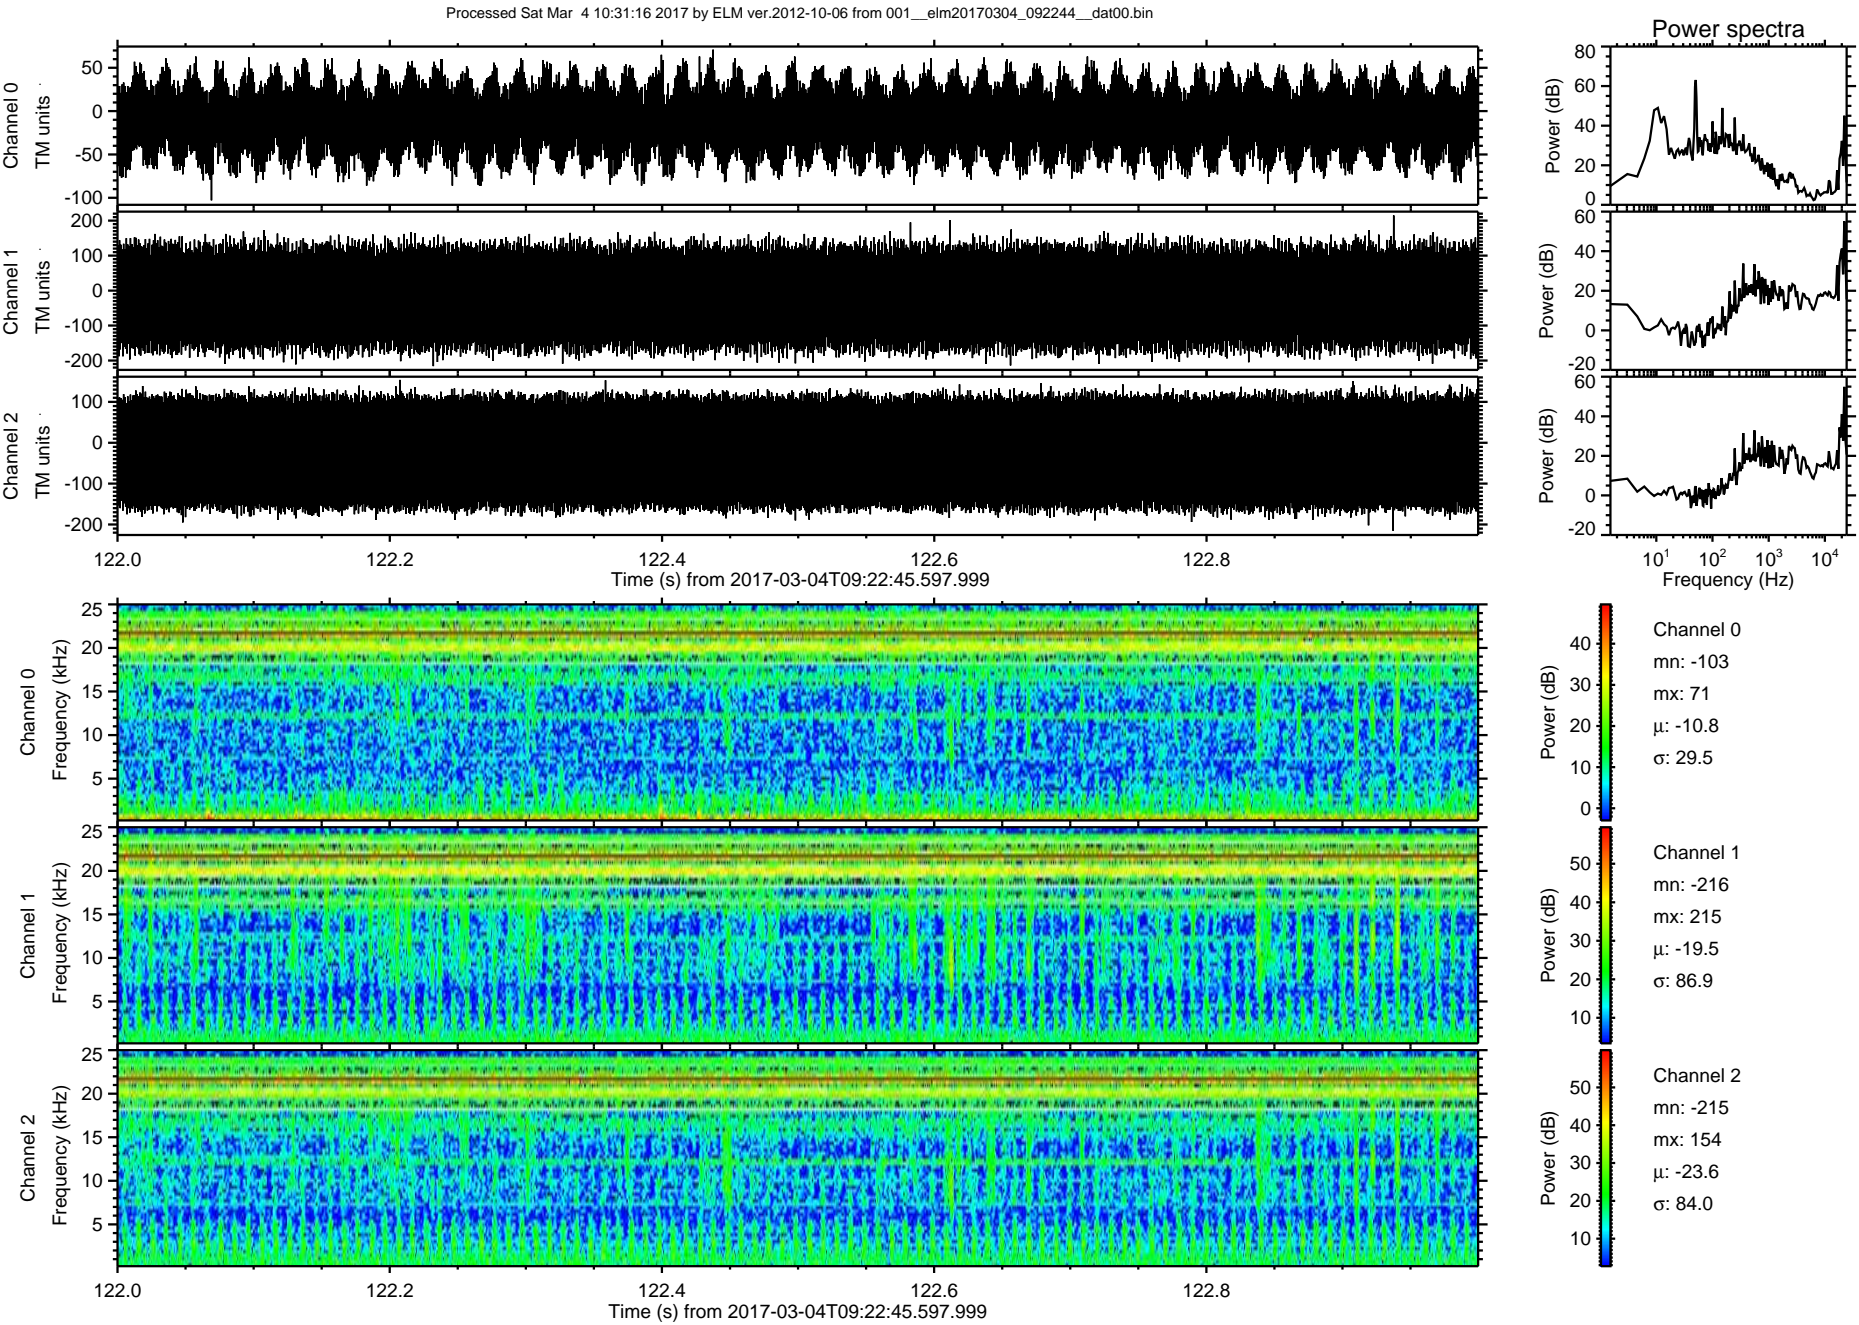 Processed Sat Mar 4 10:31:16 2017 by ELM ver.2012-10-06 from 001__elm20170304_092244__dat00.bin
Power spectra
Channel 0
TM units
50
0
-50
-100
Power (dB)
80
60
40
20
0
Channel 1
TM units
200
100
0
-100
-200
Power (dB)
60
40
20
0
-20
Channel 2
TM units
100
0
-100
-200
Power (dB)
60
40
20
0
-20
122.0 122.2 122.4 122.6 122.8
Time (s) from 2017-03-04T09:22:45.597.999
10^1 10^2 10^3 10^4
Frequency (Hz)
Channel 0
Frequency (kHz)
25
20
15
10
5
Power (dB)
40
30
20
10
0
Channel 0
mn: -103
mx: 71
μ: -10.8
σ: 29.5
Channel 1
Frequency (kHz)
25
20
15
10
5
Power (dB)
50
40
30
20
10
Channel 1
mn: -216
mx: 215
μ: -19.5
σ: 86.9
Channel 2
Frequency (kHz)
25
20
15
10
5
Power (dB)
50
40
30
20
10
Channel 2
mn: -215
mx: 154
μ: -23.6
σ: 84.0
122.0 122.2 122.4 122.6 122.8
Time (s) from 2017-03-04T09:22:45.597.999